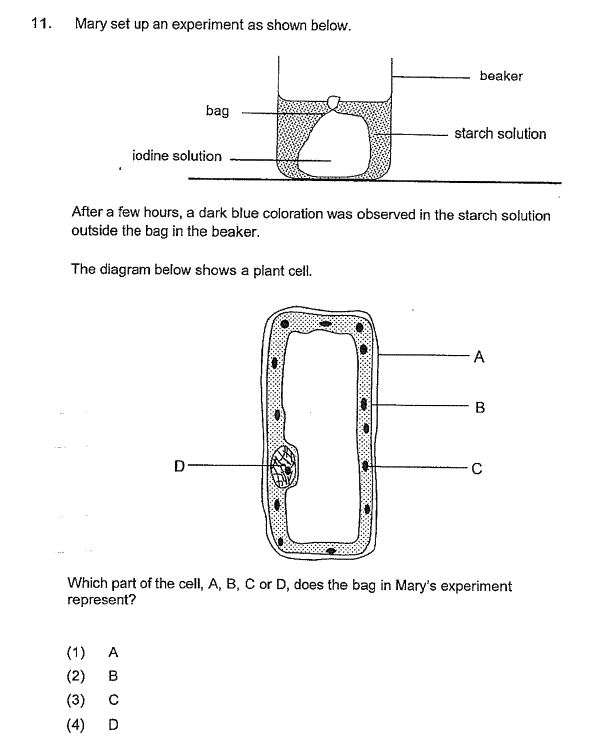 11. Mary set up an experiment as shown below.
beaker
bag
starch solution
iodine solution
After a few hours, a dark blue coloration was observed in the starch solution
outside the bag in the beaker.
The diagram below shows a plant cell.
A
B
D
C
Which part of the cell, A, B, C or D, does the bag in Mary's experiment
represent?
(1) A
(2) B
(3) C
(4) D